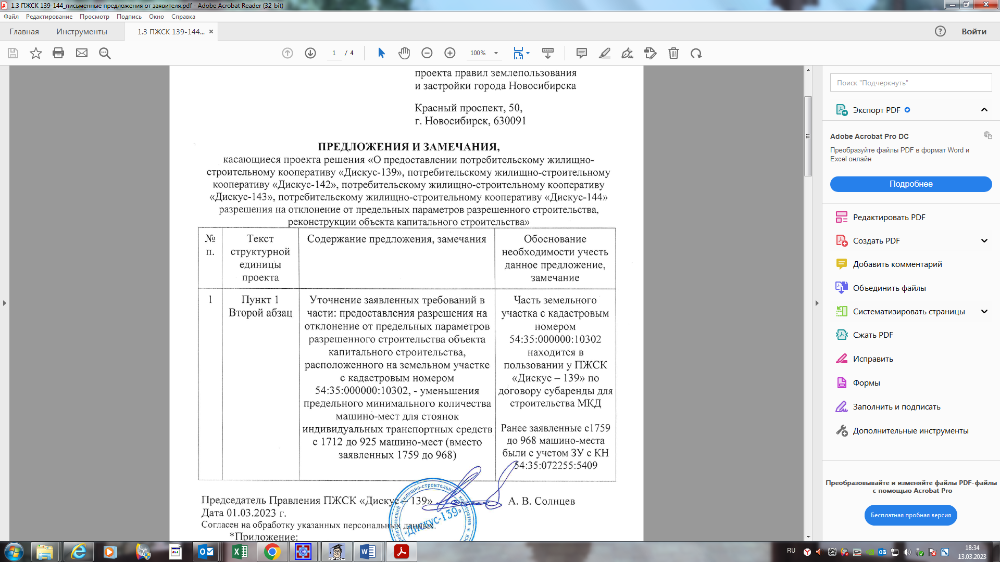 1.3 ПЖСК 139-144_письменные предложения от заявителя.pdf - Adobe Acrobat Reader (32-bit)
Файл Редактирование Просмотр Подпись Окно Справка
Главная Инструменты 1.3 ПЖСК 139-144... × Войти
1 / 4 100%
проекта правил землепользования
и застройки города Новосибирска
Красный проспект, 50,
г. Новосибирск, 630091
ПРЕДЛОЖЕНИЯ И ЗАМЕЧАНИЯ,
касающиеся проекта решения «О предоставлении потребительскому жилищно-
строительному кооперативу «Дискус-139», потребительскому жилищно-строительному
кооперативу «Дискус-142», потребительскому жилищно-строительному кооперативу
«Дискус-143», потребительскому жилищно-строительному кооперативу «Дискус-144»
разрешения на отклонение от предельных параметров разрешенного строительства,
реконструкции объекта капитального строительства»
№
п.
Текст
структурной
единицы
проекта
Содержание предложения, замечания
Обоснование
необходимости учесть
данное предложение,
замечание
1
Пункт 1
Второй абзац
Уточнение заявленных требований в
части: предоставления разрешения на
отклонение от предельных параметров
разрешенного строительства объекта
капитального строительства,
расположенного на земельном участке
с кадастровым номером
54:35:000000:10302, - уменьшения
предельного минимального количества
машино-мест для стоянок
индивидуальных транспортных средств
с 1712 до 925 машино-мест (вместо
заявленных 1759 до 968)
Часть земельного
участка с кадастровым
номером
54:35:000000:10302
находится в
пользовании у ПЖСК
«Дискус – 139» по
договору субаренды для
строительства МКД
Ранее заявленные с1759
до 968 машино-места
были с учетом ЗУ с КН
54:35:072255:5409
Председатель Правления ПЖСК «Дискус – 139» А. В. Солнцев
Дата 01.03.2023 г.
Согласен на обработку указанных персональных данных.
*Приложение:
жилищно-строительный кооператив
«Дискус-139»
Поиск "Подчеркнуть"
Экспорт PDF
Adobe Acrobat Pro DC
Преобразуйте файлы PDF в формат Word и
Excel онлайн
Подробнее
Редактировать PDF
Создать PDF
Добавить комментарий
Объединить файлы
Систематизировать страницы
Сжать PDF
Исправить
Формы
Заполнить и подписать
Дополнительные инструменты
Преобразовывайте и изменяйте файлы PDF-файлы
с помощью Acrobat Pro
Бесплатная пробная версия
RU
18:34
13.03.2023